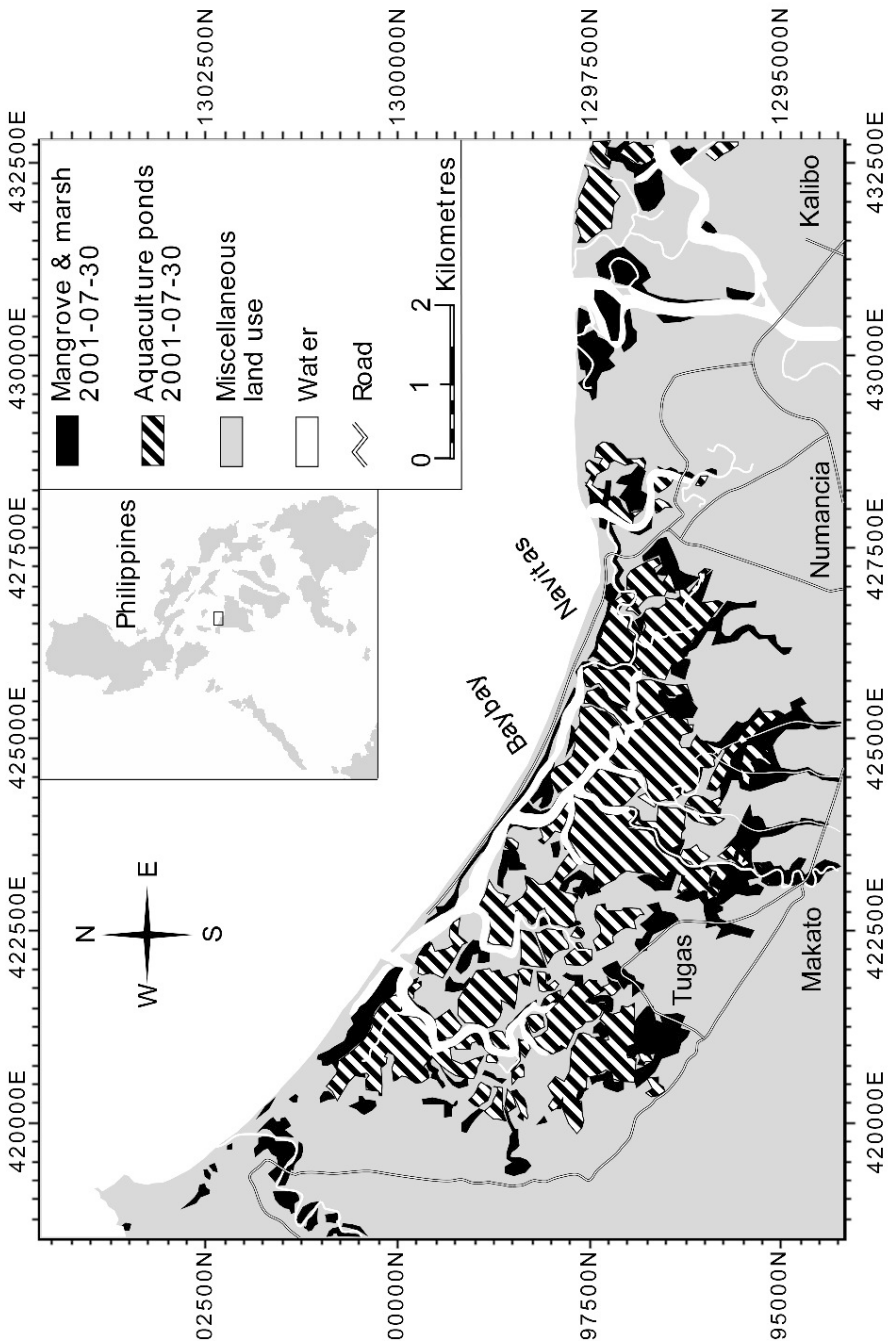 420000E
422500E
425000E
427500E
430000E
432500E
N
W
E
S
Philippines
Mangrove & marsh
2001-07-30
Aquaculture ponds
2001-07-30
Miscellaneous
land use
Water
Road
0
1
2
Kilometres
02500N
00000N
97500N
95000N
1302500N
1300000N
1297500N
1295000N
Baybay
Navitas
Tugas
Makato
Numancia
Kalibo
420000E
422500E
425000E
427500E
430000E
432500E